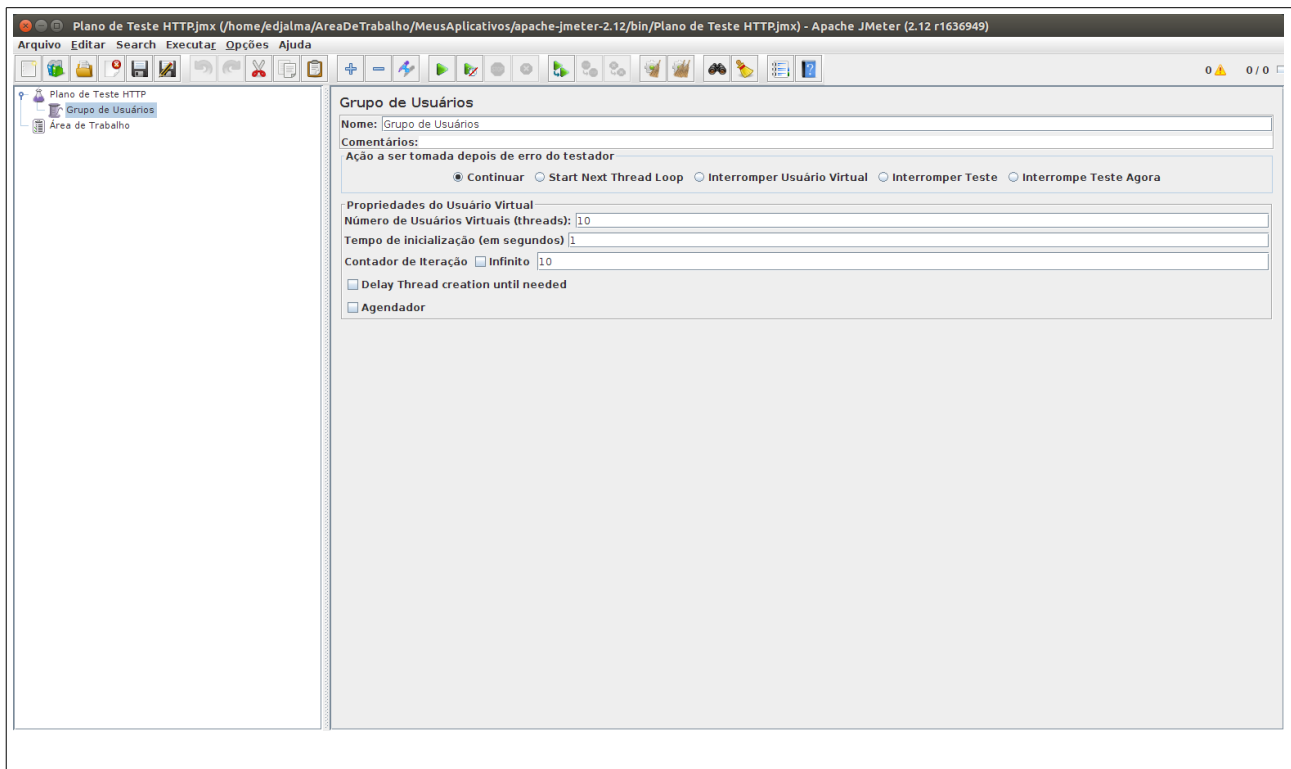 Plano de Teste HTTP.jmx (/home/edjalma/AreaDeTrabalho/MeusAplicativos/apache-jmeter-2.12/bin/Plano de Teste HTTP.jmx) - Apache JMeter (2.12 r1636949)
Arquivo Editar Search Executar Opções Ajuda
0 0 / 0
Plano de Teste HTTP
Grupo de Usuários
Área de Trabalho
Grupo de Usuários
Nome: Grupo de Usuários
Comentários:
Ação a ser tomada depois de erro do testador
Continuar Start Next Thread Loop Interromper Usuário Virtual Interromper Teste Interrompe Teste Agora
Propriedades do Usuário Virtual
Número de Usuários Virtuais (threads): 10
Tempo de inicialização (em segundos) 1
Contador de Iteração Infinito 10
Delay Thread creation until needed
Agendador